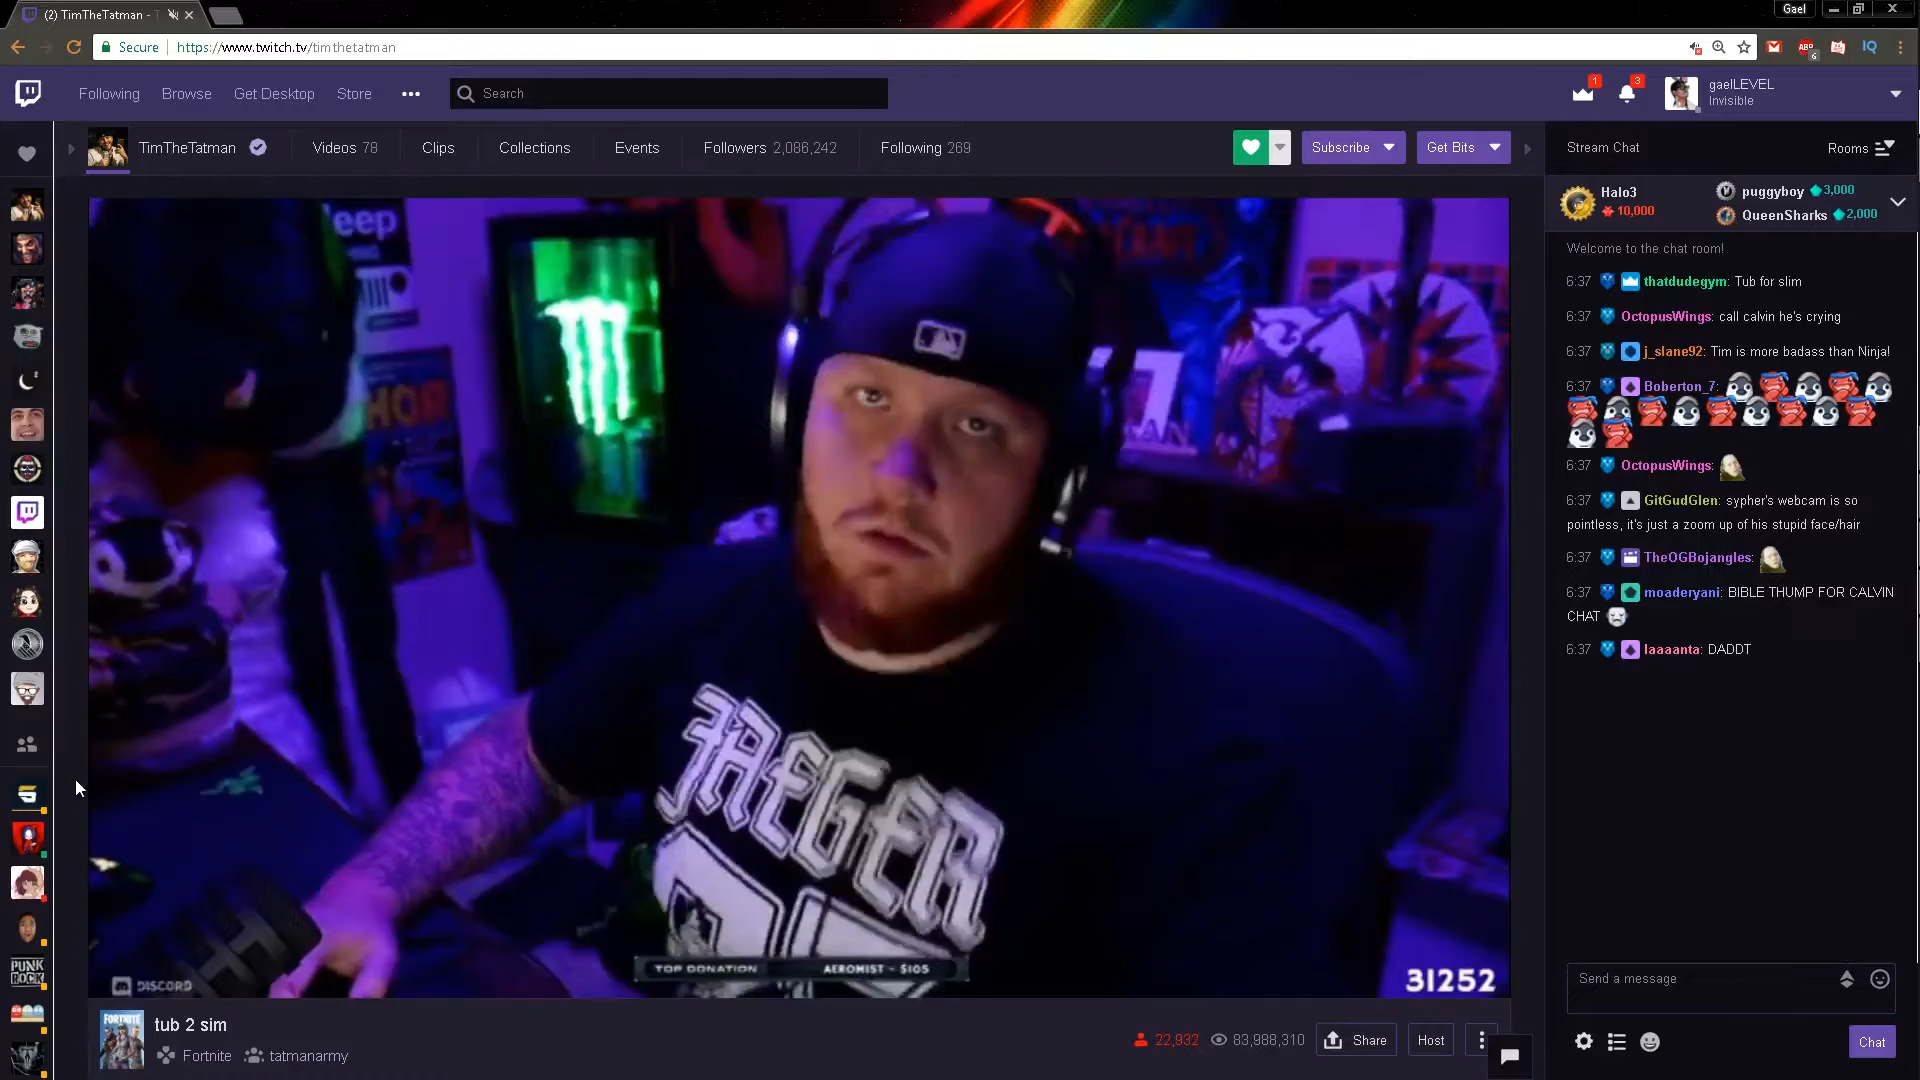 (2) TimTheTatman - T
Gael
Secure
https://www.twitch.tv/timthetatman
6
IQ
Following
Browse
Get Desktop
Store
Search
1
3
gaelLEVEL
Invisible
TimTheTatman
Videos 78
Clips
Collections
Events
Followers 2,086,242
Following 269
Subscribe
Get Bits
Stream Chat
Rooms
Halo3
10,000
puggyboy 3,000
QueenSharks 2,000
Welcome to the chat room!
6:37 thatdudegym: Tub for slim
6:37 OctopusWings: call calvin he's crying
6:37 j_slane92: Tim is more badass than Ninja!
6:37 Boberton_7:
6:37 OctopusWings:
6:37 GitGudGlen: sypher's webcam is so
pointless, it's just a zoom up of his stupid face/hair
6:37 TheOGBojangles:
6:37 moaderyani: BIBLE THUMP FOR CALVIN
CHAT
6:37 laaaanta: DADDT
THOR
JAEGER
TOP DONATION
AEROMIST - $105
DISCORD
31252
PUNK
ROCK
FORTNITE
tub 2 sim
Fortnite
tatmanarmy
22,932
83,988,310
Share
Host
Send a message
Chat